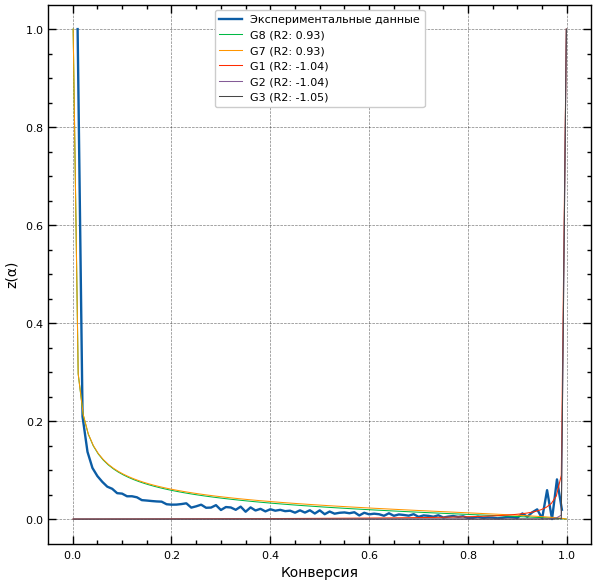 Экспериментальные данные
G8 (R2: 0.93)
G7 (R2: 0.93)
G1 (R2: -1.04)
G2 (R2: -1.04)
G3 (R2: -1.05)
1.0
0.8
0.6
0.4
0.2
0.0
z(α)
0.0 0.2 0.4 0.6 0.8 1.0
Конверсия